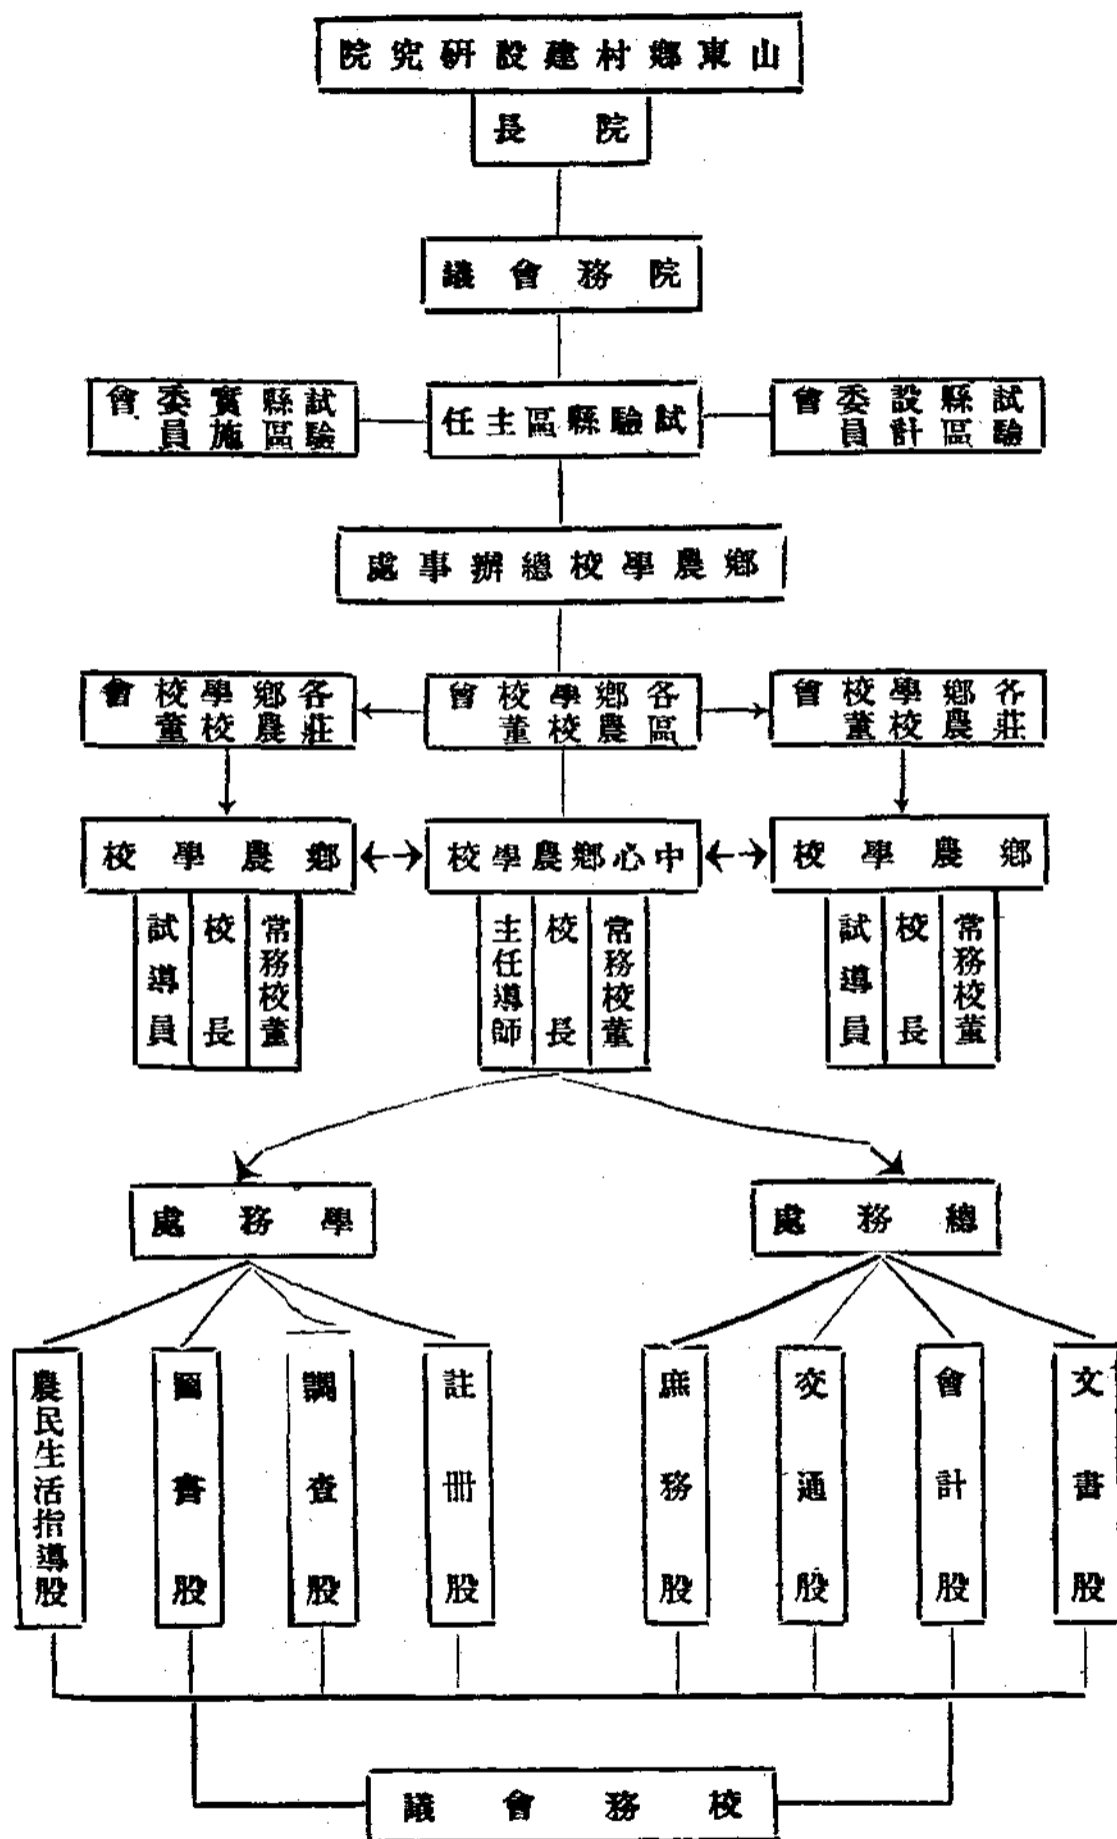 山東鄉村建設研究院
院長
院務會議
試驗縣區設計委員會
試驗縣區主任
試驗縣區實施委員會
鄉農學校總辦事處
各莊鄉農學校校董會
各區鄉農學校校董會
各莊鄉農學校校董會
鄉農學校
中心鄉農學校
鄉農學校
常務校董
校長
試導員
常務校董
校長
主任導師
常務校董
校長
試導員
總務處
學務處
文書股
會計股
交通股
庶務股
註冊股
調查股
圖書股
農民生活指導股
校務會議